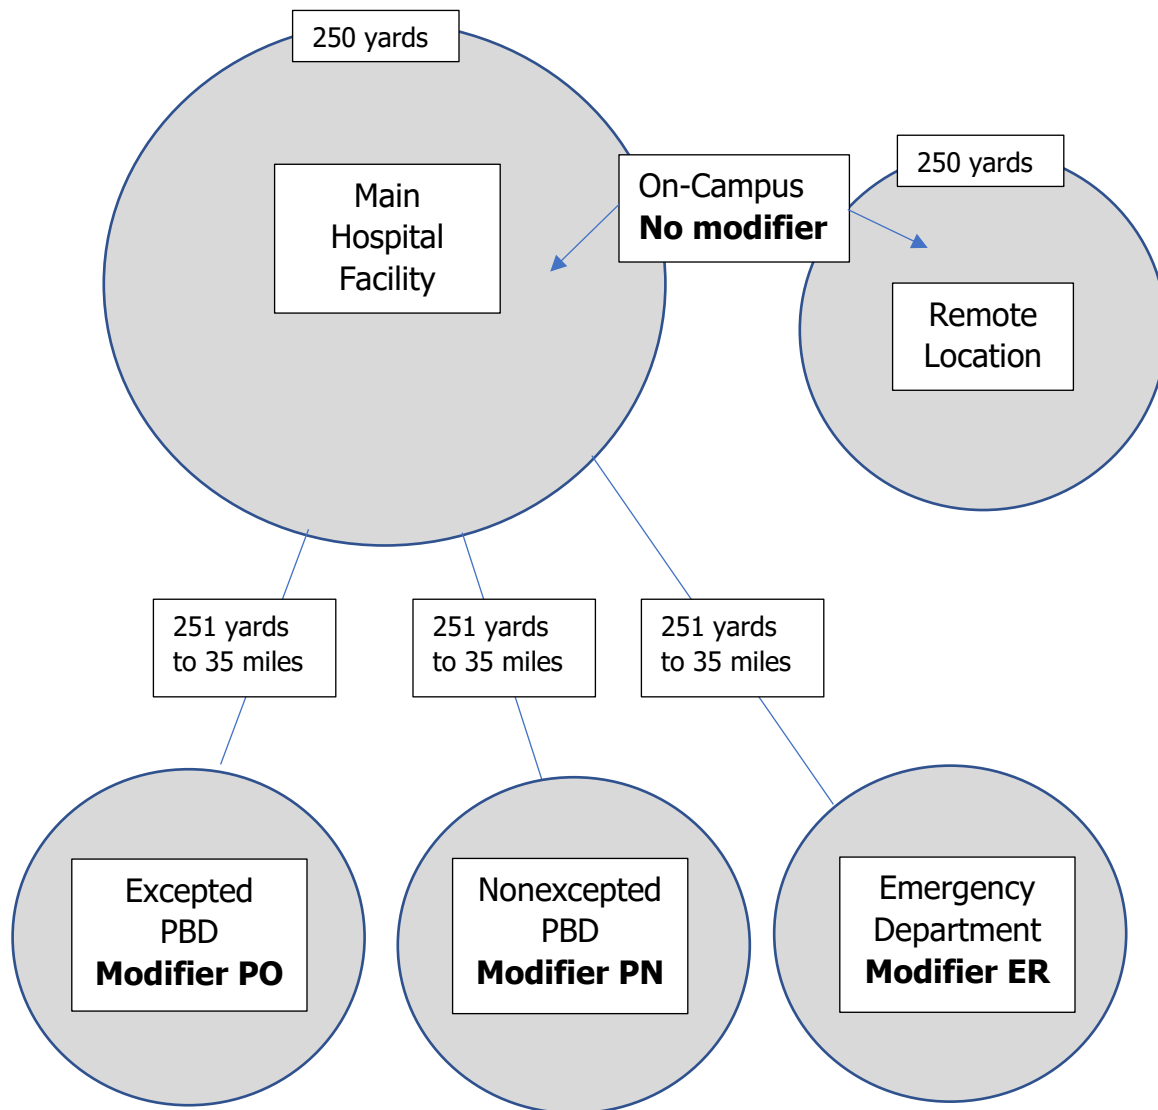 250 yards
Main
Hospital
Facility
On-Campus
No modifier
250 yards
Remote
Location
251 yards
to 35 miles
251 yards
to 35 miles
251 yards
to 35 miles
Excepted
PBD
Modifier PO
Nonexcepted
PBD
Modifier PN
Emergency
Department
Modifier ER